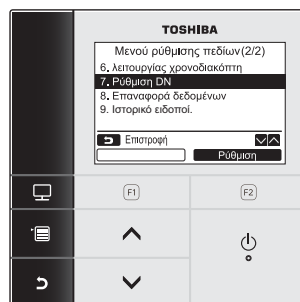 TOSHIBA
Μενού ρύθμισης πεδίων(2/2)
6. λειτουργίας χρονοδιακόπτη
7. Ρύθμιση DN
8. Επαναφορά δεδομένων
9. Ιστορικό ειδοποί.
Επιστροφή
Ρύθμιση
F1 F2